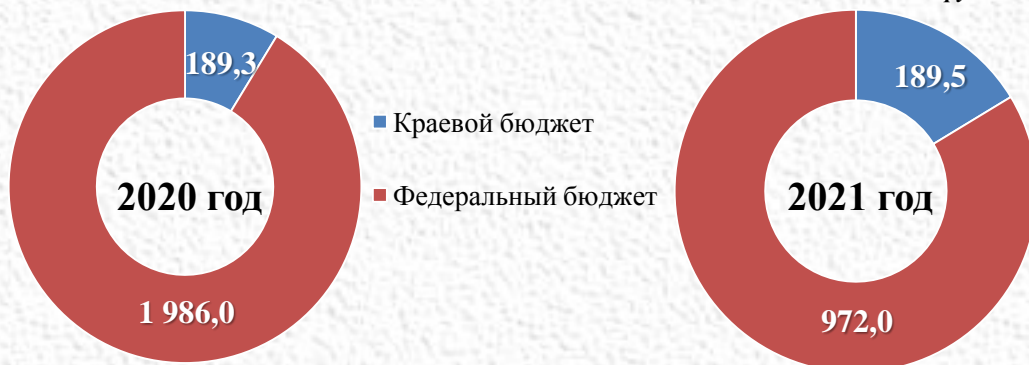 189,3
189,5
Краевой бюджет
2020 год
Федеральный бюджет
2021 год
1 986,0
972,0